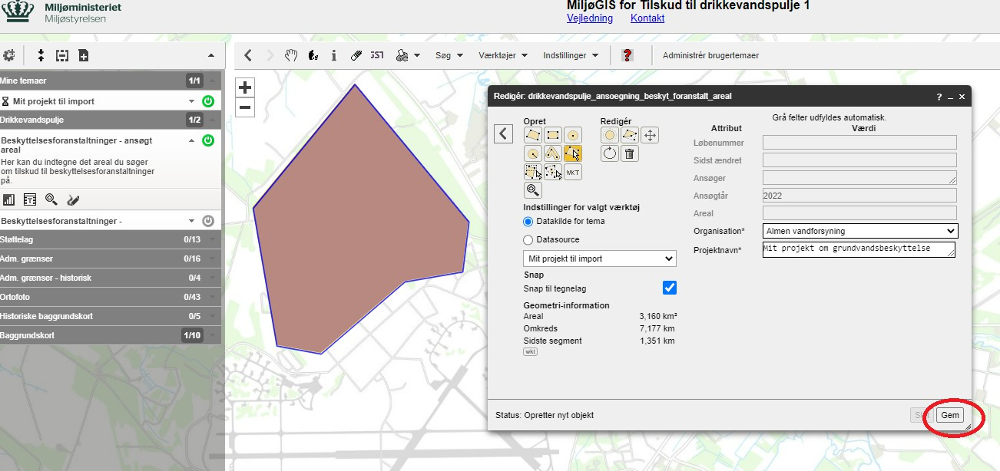 Miljøministeriet
Miljøstyrelsen
MiljøGIS for Tilskud til drikkevandspulje 1
Vejledning Kontakt
Søg Værktøjer Indstillinger ? Administrér brugertemaer
Mine temaer 1/1
Mit projekt til import
Drikkevandspulje 1/2
Beskyttelsesforanstaltninger - ansøgt
areal
Her kan du indtegne det areal du søger
om tilskud til beskyttelsesforanstaltninger
på.
Beskyttelsesforanstaltninger -
Støttelag 0/13
Adm. grænser 0/16
Adm. grænser - historisk 0/4
Ortofoto 0/43
Historiske baggrundskort 0/5
Baggrundskort 1/10
Redigér: drikkevandspulje_ansoegning_beskyt_foranstalt_areal ? _ ×
Opret
Redigér
WKT
Indstillinger for valgt værktøj
Datakilde for tema
Datasource
Mit projekt til import
Snap
Snap til tegnelag
Geometri-information
Areal 3,160 km²
Omkreds 7,177 km
Sidste segment 1,351 km
wkt
Grå felter udfyldes automatisk.
Attribut Værdi
Løbenummer
Sidst ændret
Ansøger
Ansøgtår 2022
Areal
Organisation* Almen vandforsyning
Projektnavn* Mit projekt om grundvandsbeskyttelse
Status: Opretter nyt objekt
Gem